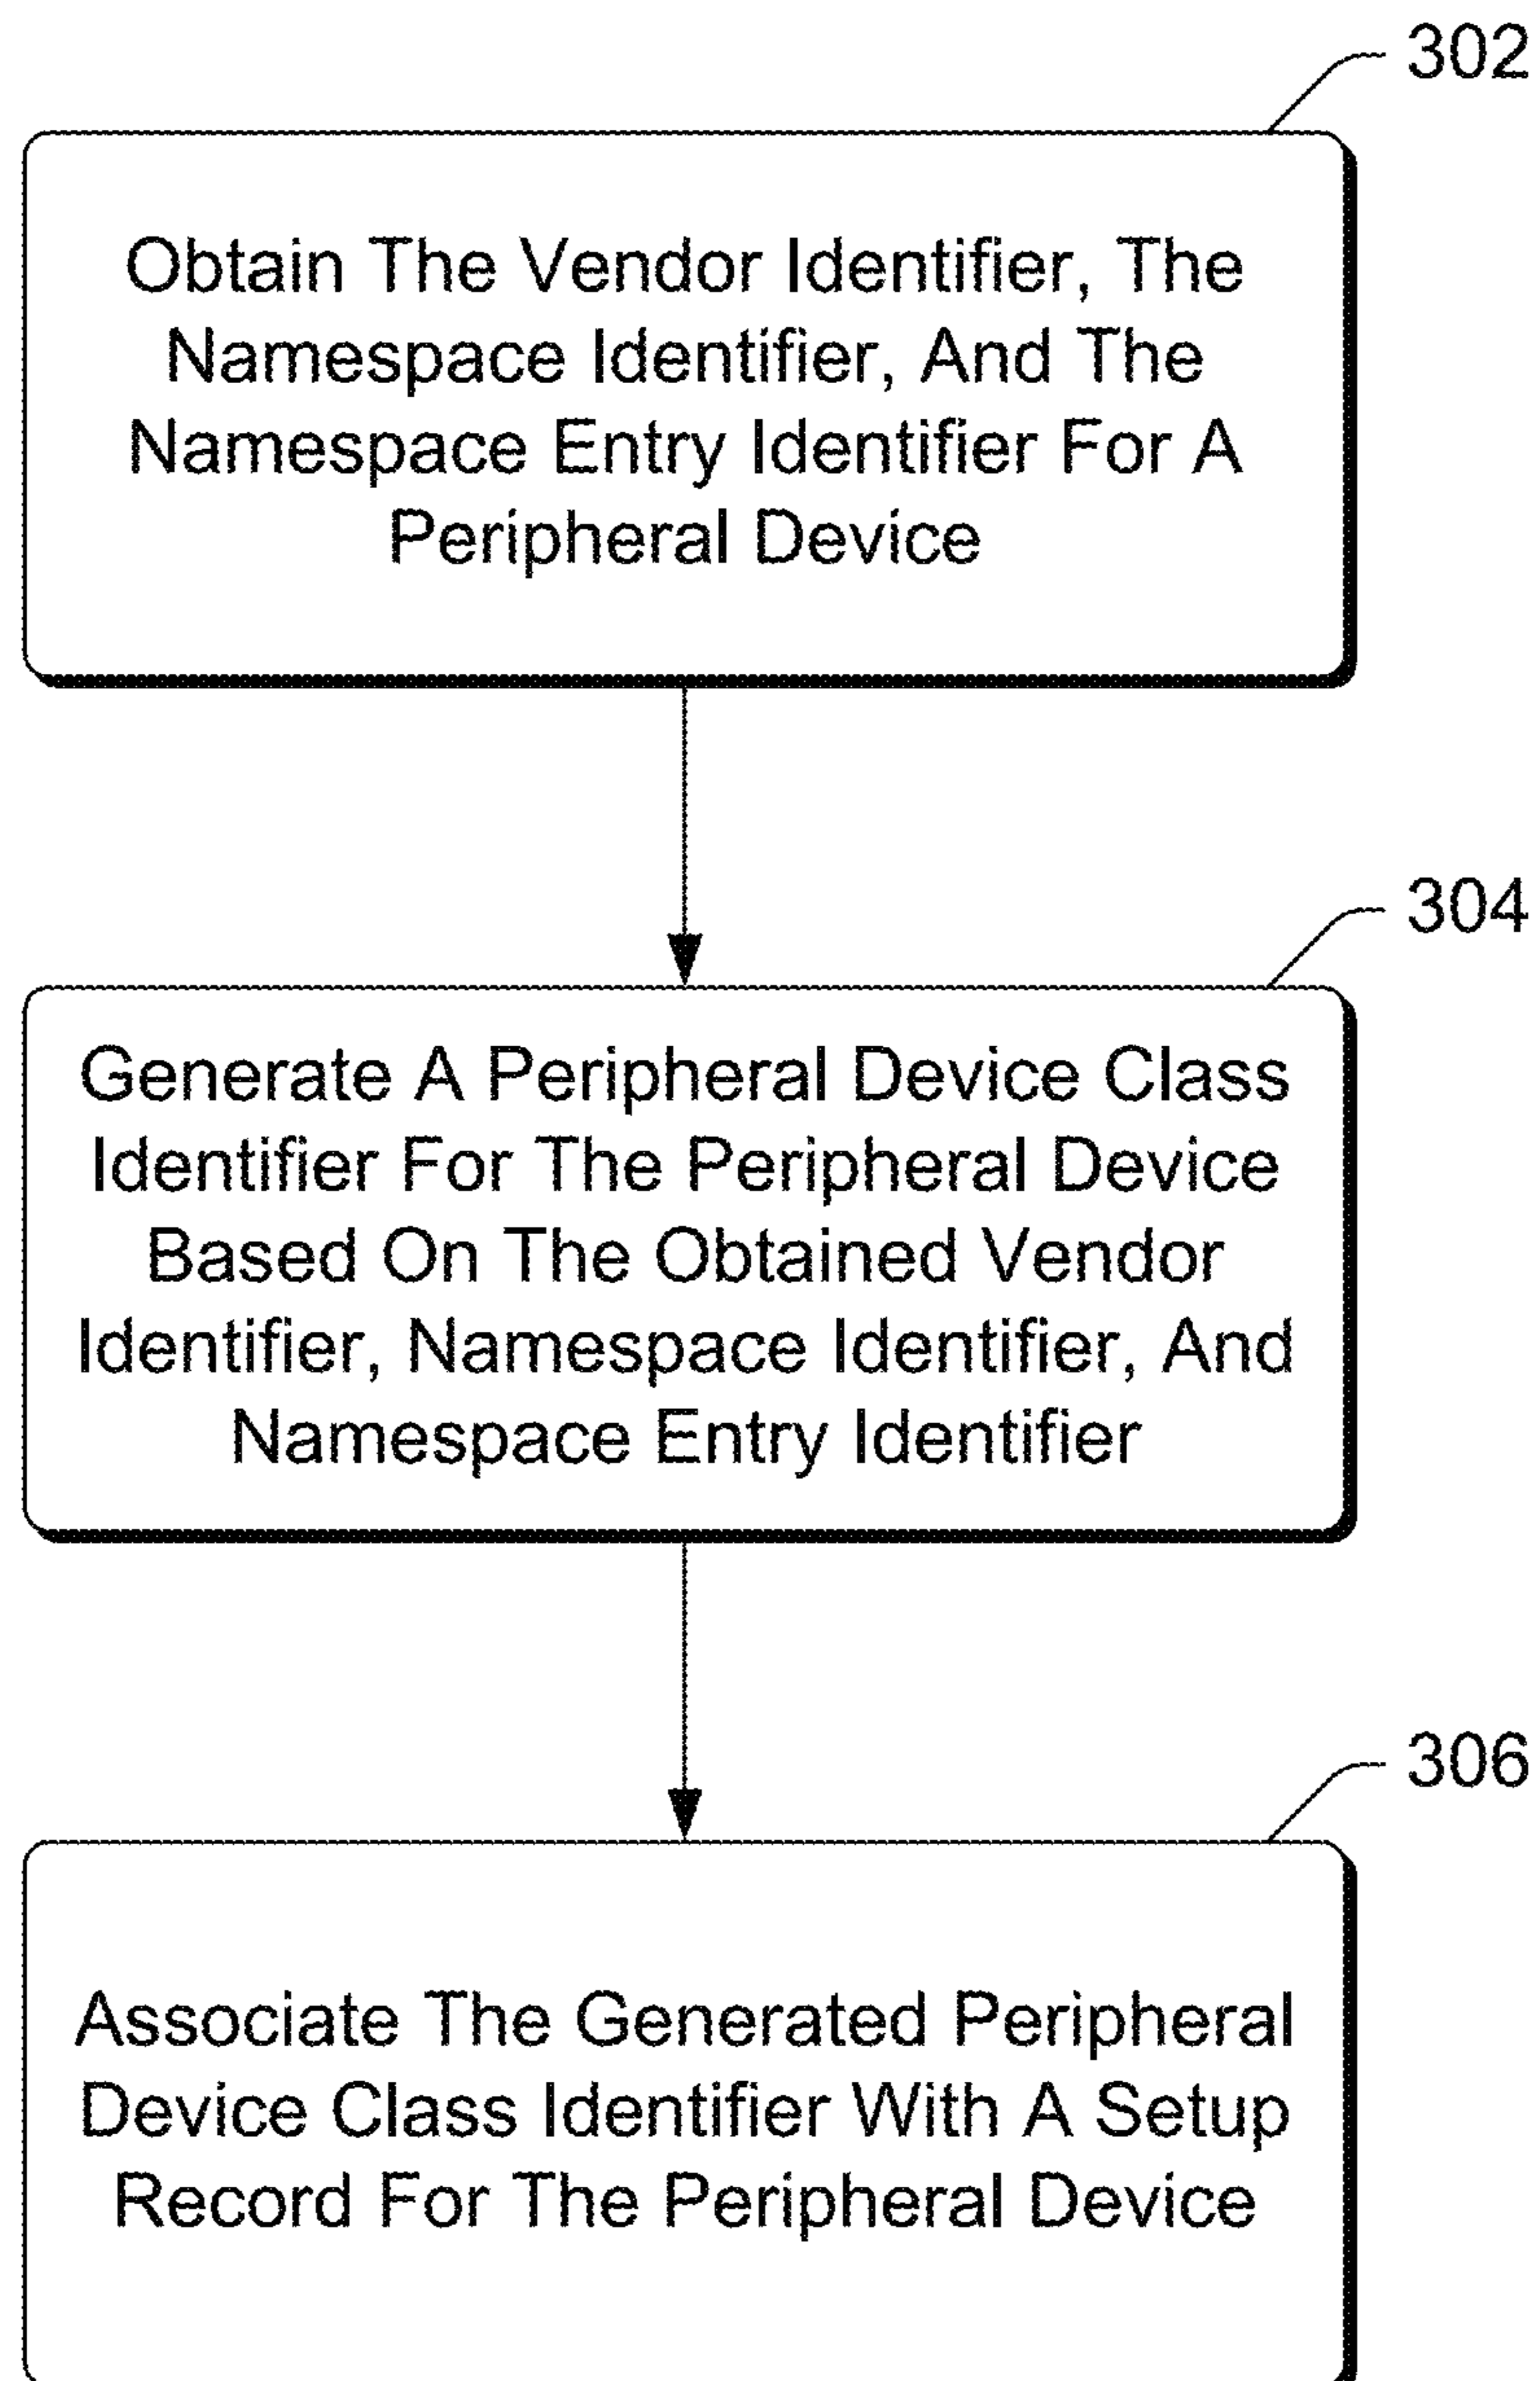 302
Obtain The Vendor Identifier, The
Namespace Identifier, And The
Namespace Entry Identifier For A
Peripheral Device
304
Generate A Peripheral Device Class
Identifier For The Peripheral Device
Based On The Obtained Vendor
Identifier, Namespace Identifier, And
Namespace Entry Identifier
306
Associate The Generated Peripheral
Device Class Identifier With A Setup
Record For The Peripheral Device